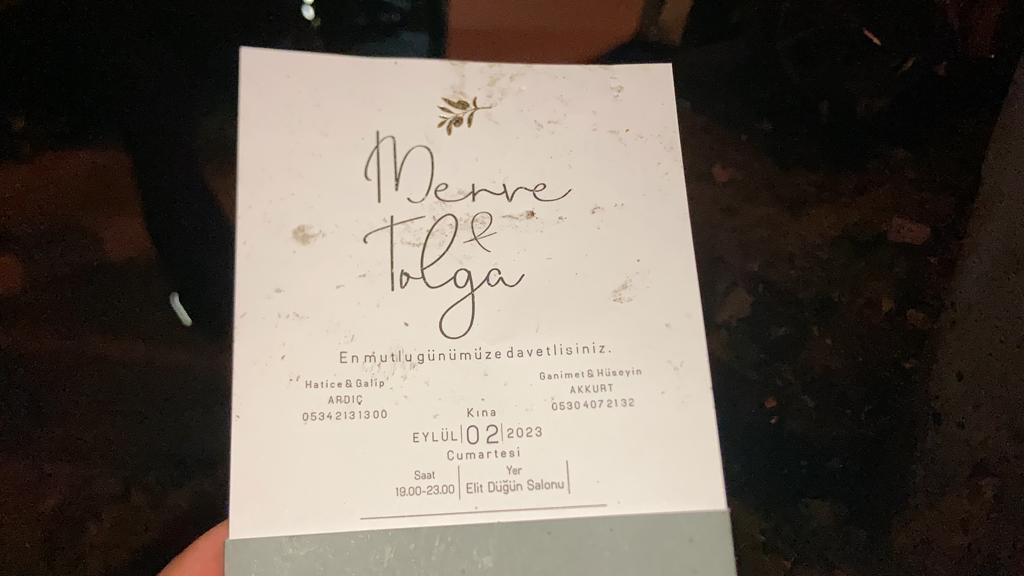 Merve
&
Tolga
En mutlu günümüze davetlisiniz.
Hatice & Galip
ARDIÇ
05342131300
Ganimet & Hüseyin
AKKURT
05304072132
Kına
EYLÜL | 02 | 2023
Cumartesi
Saat
19.00-23.00
Yer
Elit Düğün Salonu